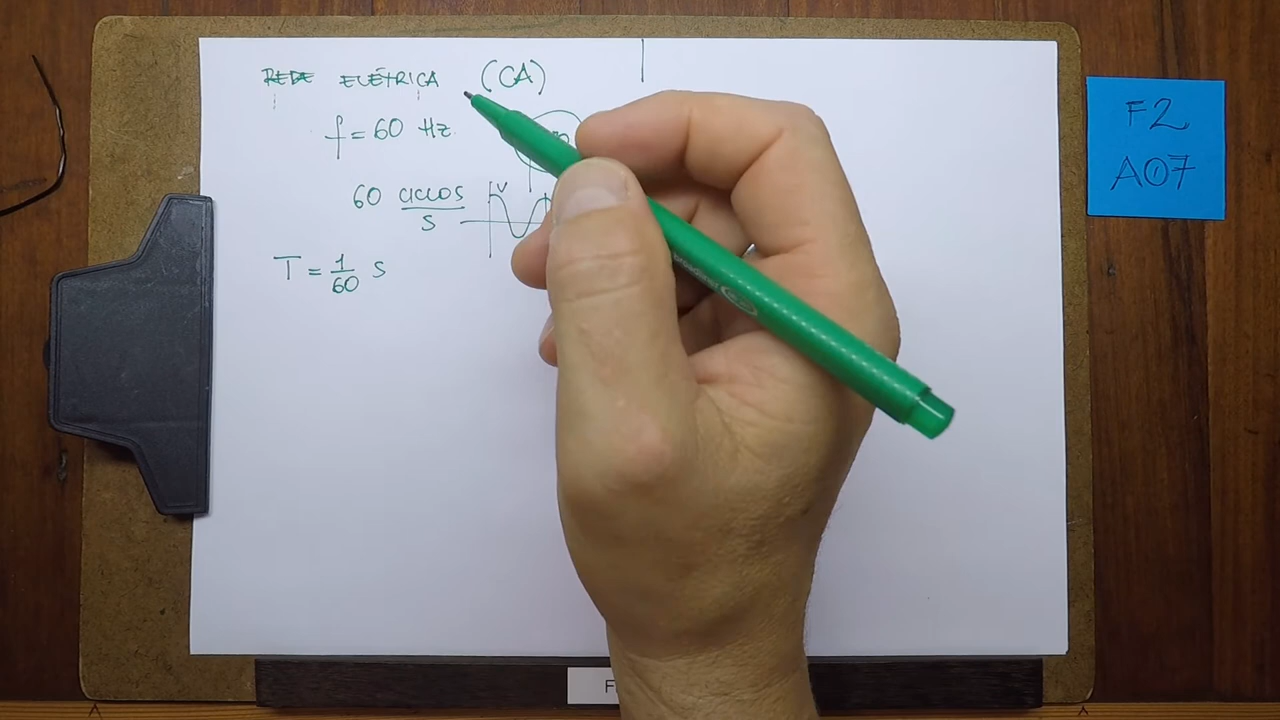 REDE ELÉTRICA (CA)
f = 60 Hz
60 CICLOS
S
V
T = 1
60 S
F2
A07